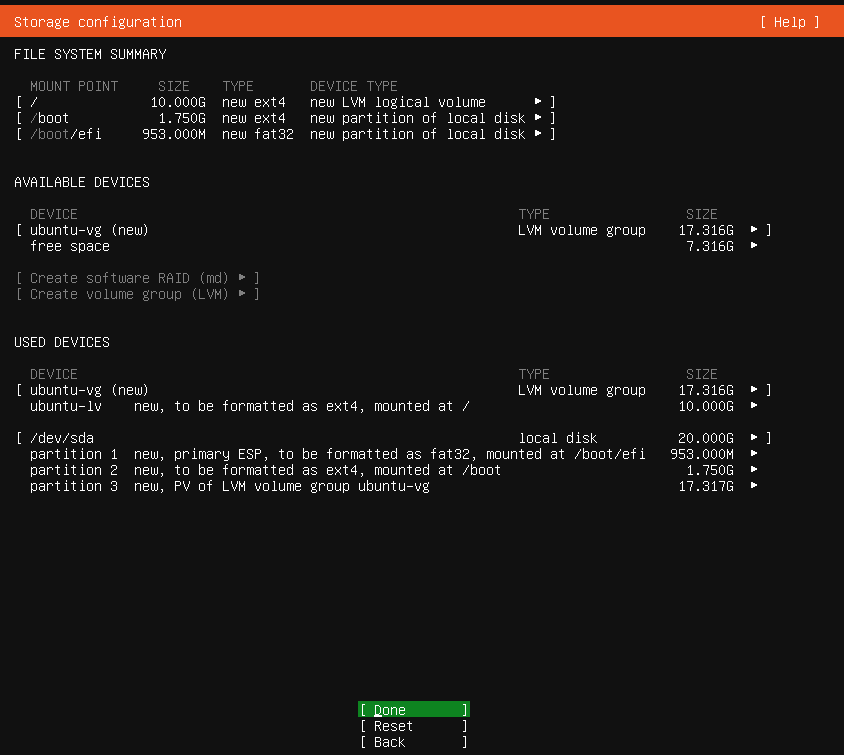 Storage configuration [ Help ]
FILE SYSTEM SUMMARY
MOUNT POINT SIZE TYPE DEVICE TYPE
[ / 10.000G new ext4 new LVM logical volume ▸ ]
[ /boot 1.750G new ext4 new partition of local disk ▸ ]
[ /boot/efi 953.000M new fat32 new partition of local disk ▸ ]
AVAILABLE DEVICES
DEVICE TYPE SIZE
[ ubuntu-vg (new) LVM volume group 17.316G ▸ ]
free space 7.316G ▸
[ Create software RAID (md) ▸ ]
[ Create volume group (LVM) ▸ ]
USED DEVICES
DEVICE TYPE SIZE
[ ubuntu-vg (new) LVM volume group 17.316G ▸ ]
ubuntu-lv new, to be formatted as ext4, mounted at / 10.000G ▸
[ /dev/sda local disk 20.000G ▸ ]
partition 1 new, primary ESP, to be formatted as fat32, mounted at /boot/efi 953.000M ▸
partition 2 new, to be formatted as ext4, mounted at /boot 1.750G ▸
partition 3 new, PV of LVM volume group ubuntu-vg 17.317G ▸
[ Done ]
[ Reset ]
[ Back ]